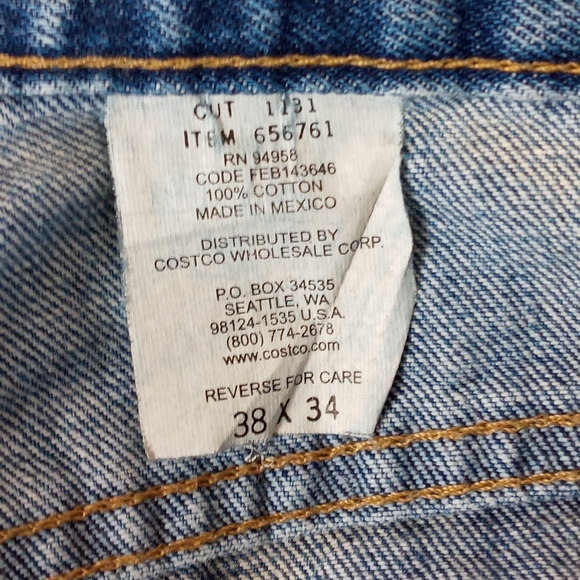 CUT 1131
ITEM 656761
RN 94958
CODE FEB143646
100% COTTON
MADE IN MEXICO
DISTRIBUTED BY
COSTCO WHOLESALE CORP.
P.O. BOX 34535
SEATTLE, WA
98124-1535 U.S.A.
(800) 774-2678
www.costco.com
REVERSE FOR CARE
38 X 34